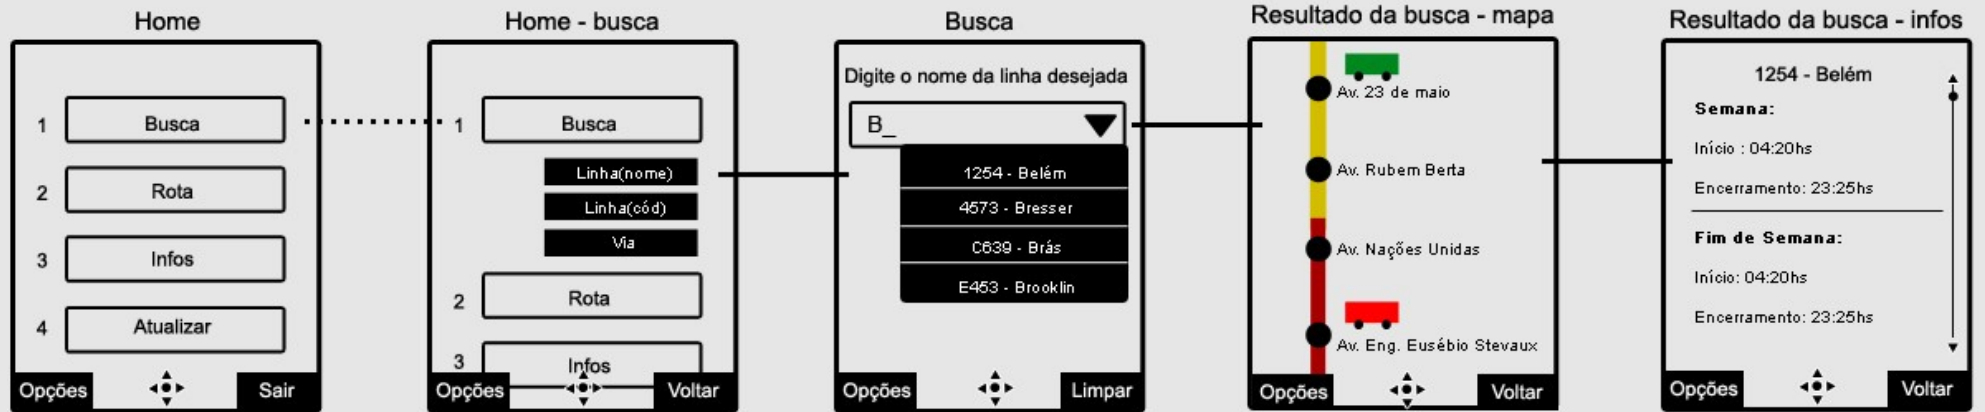 Home
1 Busca
2 Rota
3 Infos
4 Atualizar
Opções Sair
Home - busca
1 Busca
Linha(nome)
Linha(cód)
Via
2 Rota
3 Infos
Opções Voltar
Busca
Digite o nome da linha desejada
B_
1254 - Belém
4573 - Bresser
C639 - Brás
E453 - Brooklin
Opções Limpar
Resultado da busca - mapa
Av. 23 de maio
Av. Rubem Berta
Av. Nações Unidas
Av. Eng. Eusébio Stevaux
Opções Voltar
Resultado da busca - infos
1254 - Belém
Semana:
Início : 04:20hs
Encerramento: 23:25hs
Fim de Semana:
Início: 04:20hs
Encerramento: 23:25hs
Opções Voltar